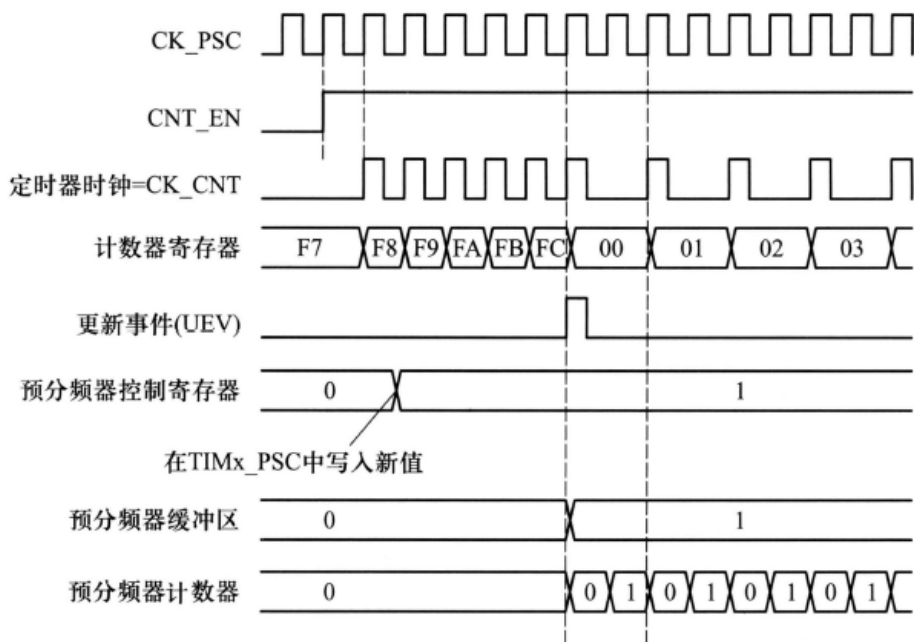 CK_PSC
CNT_EN
定时器时钟=CK_CNT
计数器寄存器 F7 F8 F9 FA FB FC 00 01 02 03
更新事件(UEV)
预分频器控制寄存器 0 1
在TIMx_PSC中写入新值
预分频器缓冲区 0 1
预分频器计数器 0 0 1 0 1 0 1 0 1